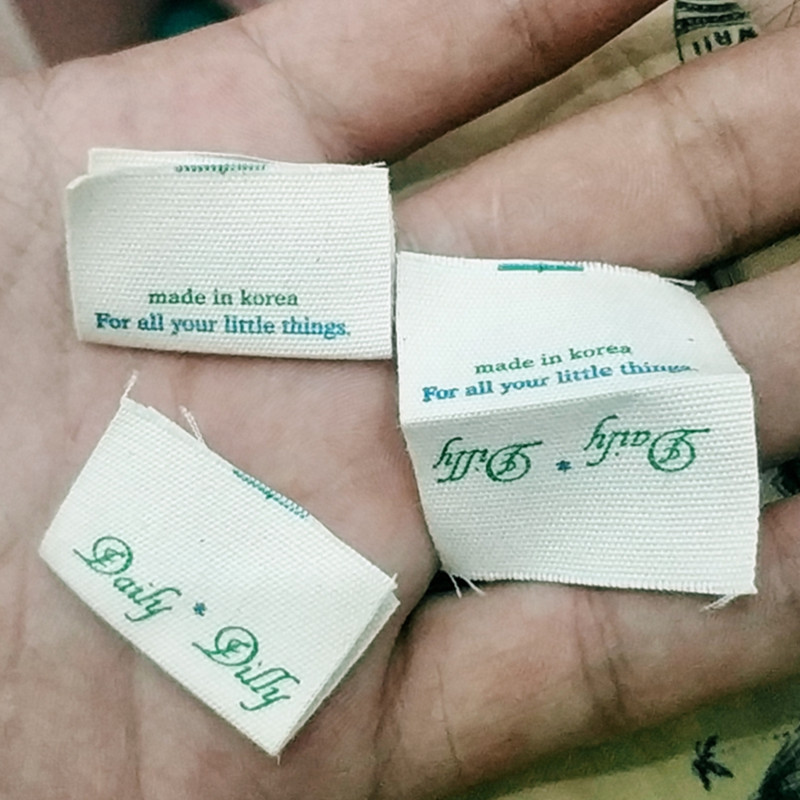 made in korea
For all your little things.
made in korea
For all your little things.
Daily * Dilly
Daily * Dilly